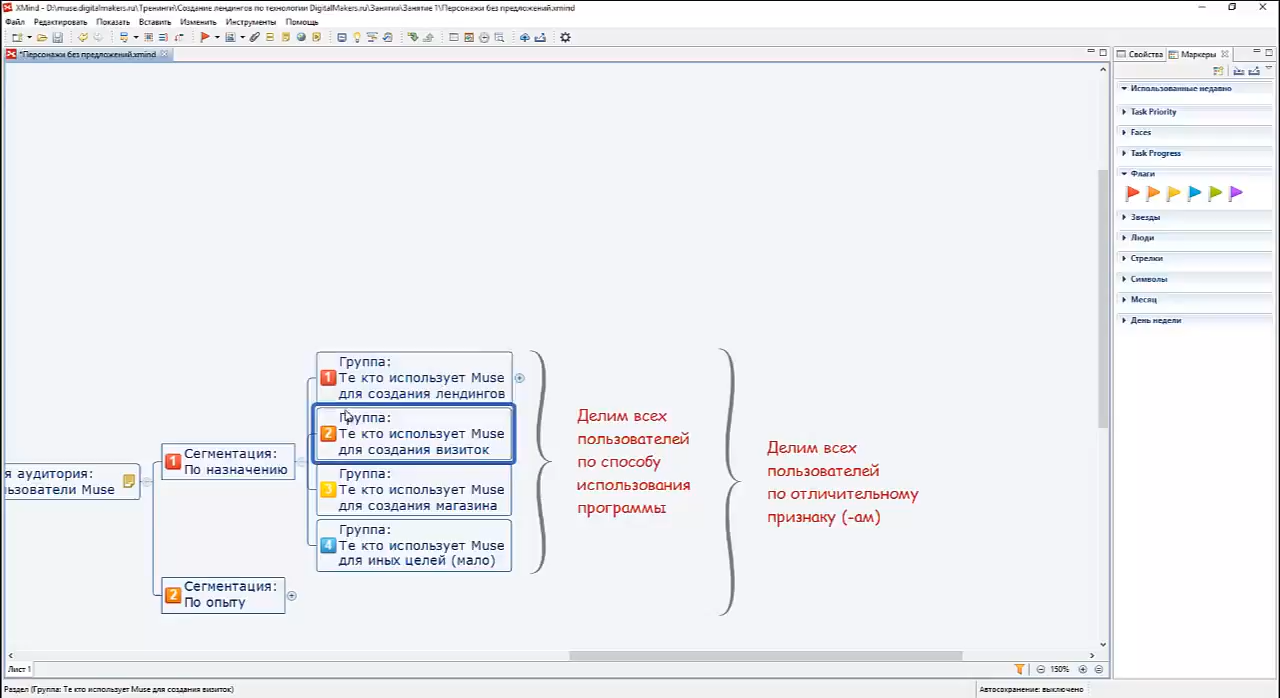 XMind - D:\muse.digitalmakers.ru\Тренинги\Создание лендингов по технологии DigitalMakers.ru\Занятия\Занятие 1\Персонажи без предложений.xmind
Файл Редактировать Показать Вставить Изменить Инструменты Помощь
*Персонажи без предложений.xmind
Свойства Маркеры
Использованные недавно
Task Priority
Faces
Task Progress
Флаги
Звезды
Люди
Стрелки
Символы
Месяц
День недели
я аудитория:
льзователи Muse
1 Сегментация:
По назначению
2 Сегментация:
По опыту
Группа:
1 Те кто использует Muse
для создания лендингов
Группа:
2 Те кто использует Muse
для создания визиток
Группа:
3 Те кто использует Muse
для создания магазина
Группа:
4 Те кто использует Muse
для иных целей (мало)
Делим всех
пользователей
по способу
использования
программы
Делим всех
пользователей
по отличительному
признаку (-ам)
Лист 1
150%
Раздел (Группа: Те кто использует Muse для создания визиток)
Автосохранение: выключено